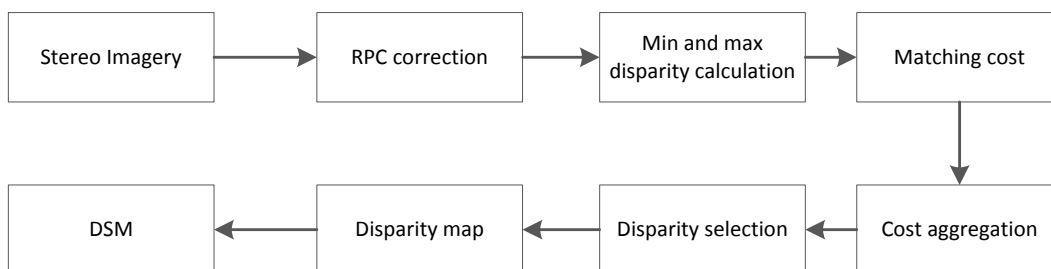 Stereo Imagery
RPC correction
Min and max
disparity calculation
Matching cost
DSM
Disparity map
Disparity selection
Cost aggregation